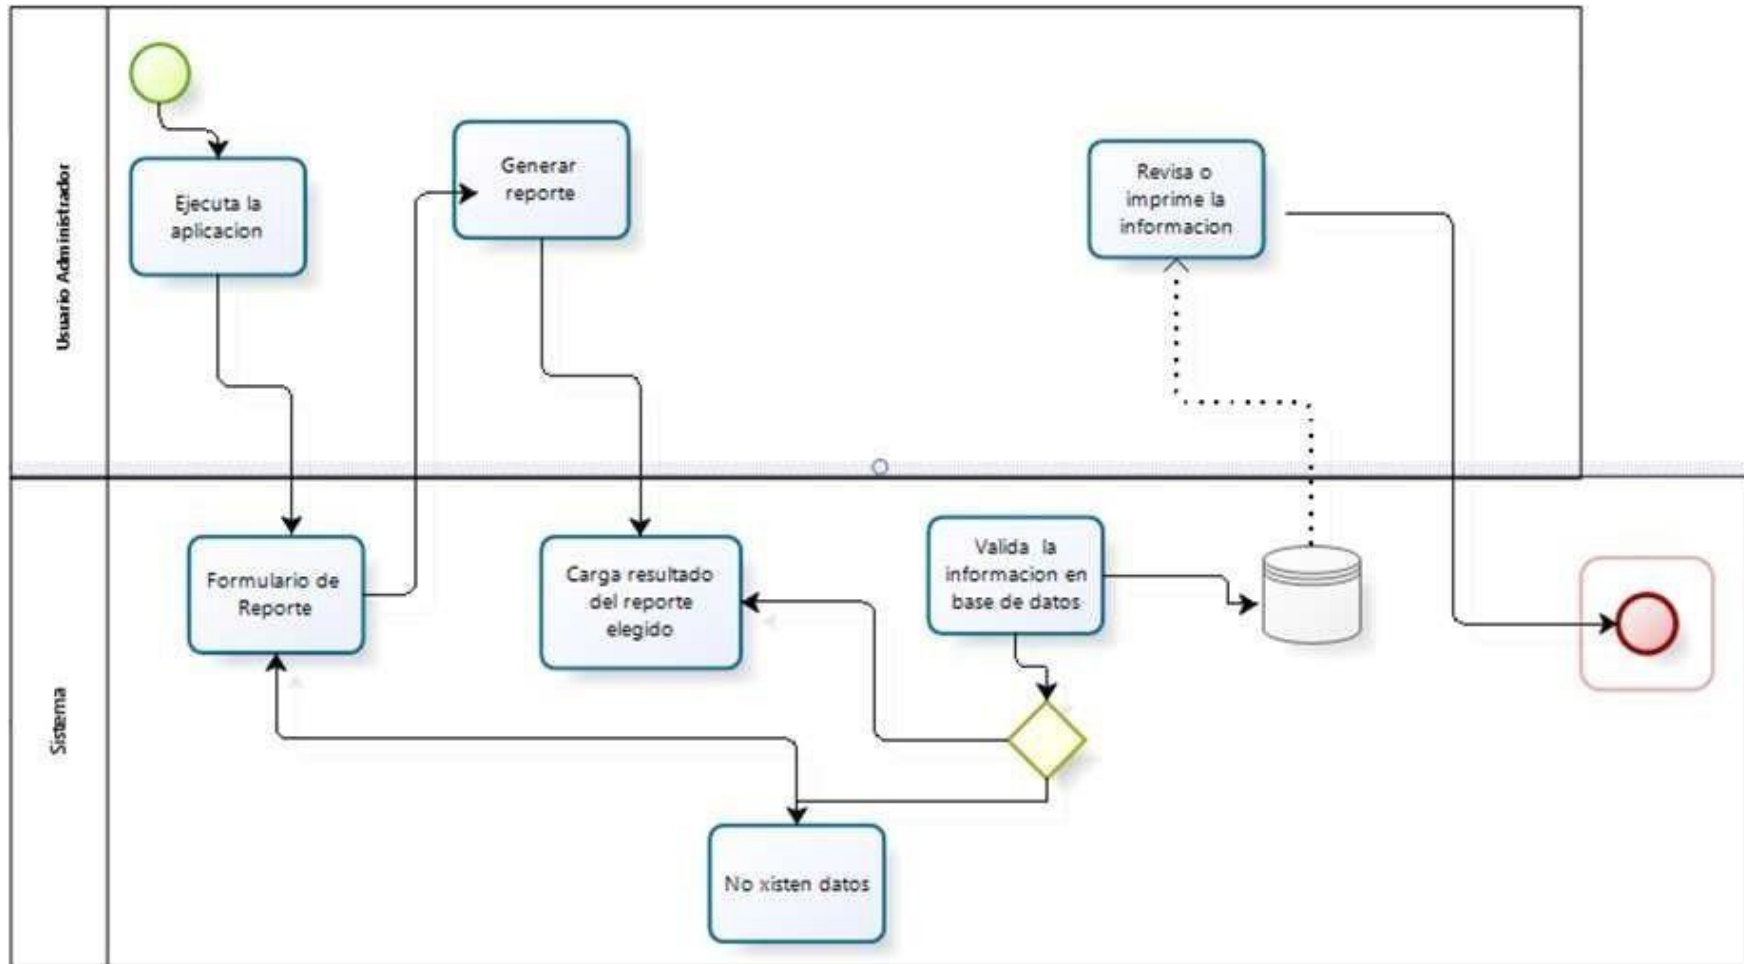 Usuario Administrador
Ejecuta la
aplicacion
Generar
reporte
Revisa o
imprime la
informacion
Sistema
Formulario de
Reporte
Carga resultado
del reporte
elegido
Valida la
informacion en
base de datos
No xisten datos